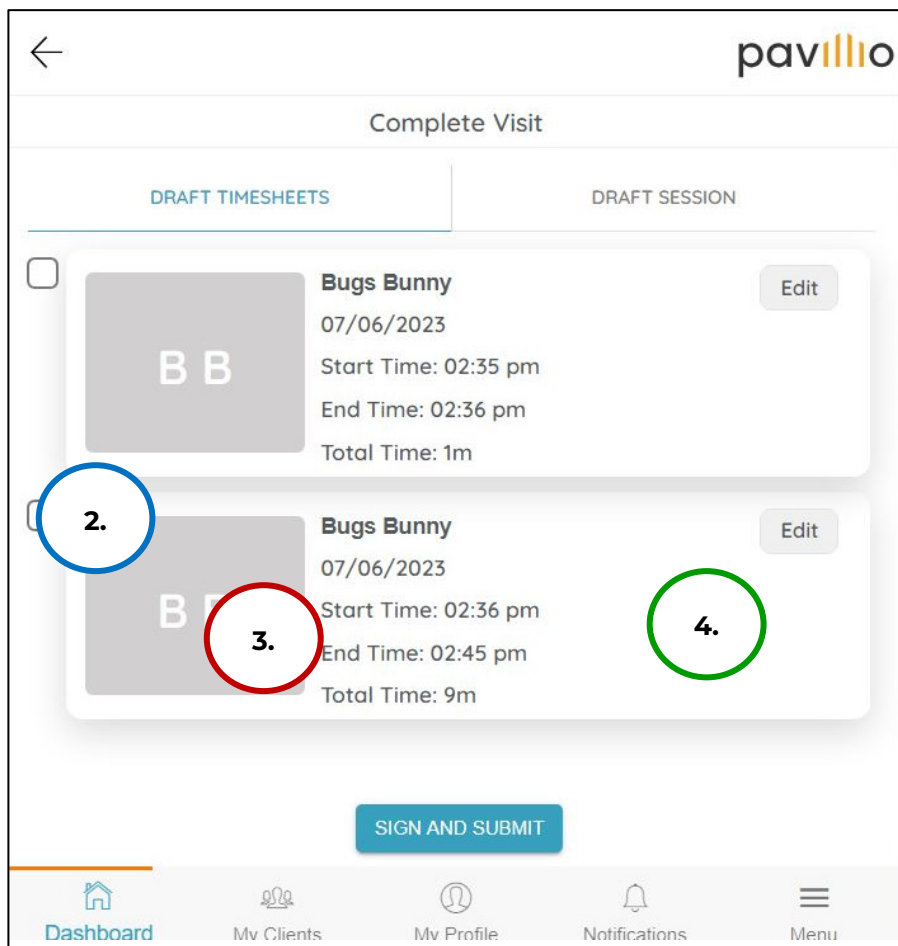 pavillio
Complete Visit
DRAFT TIMESHEETS
DRAFT SESSION
B B
Bugs Bunny
Edit
07/06/2023
Start Time: 02:35 pm
End Time: 02:36 pm
Total Time: 1m
2.
B
Bugs Bunny
Edit
07/06/2023
Start Time: 02:36 pm
3.
4.
End Time: 02:45 pm
Total Time: 9m
SIGN AND SUBMIT
Dashboard
My Clients
My Profile
Notifications
Menu